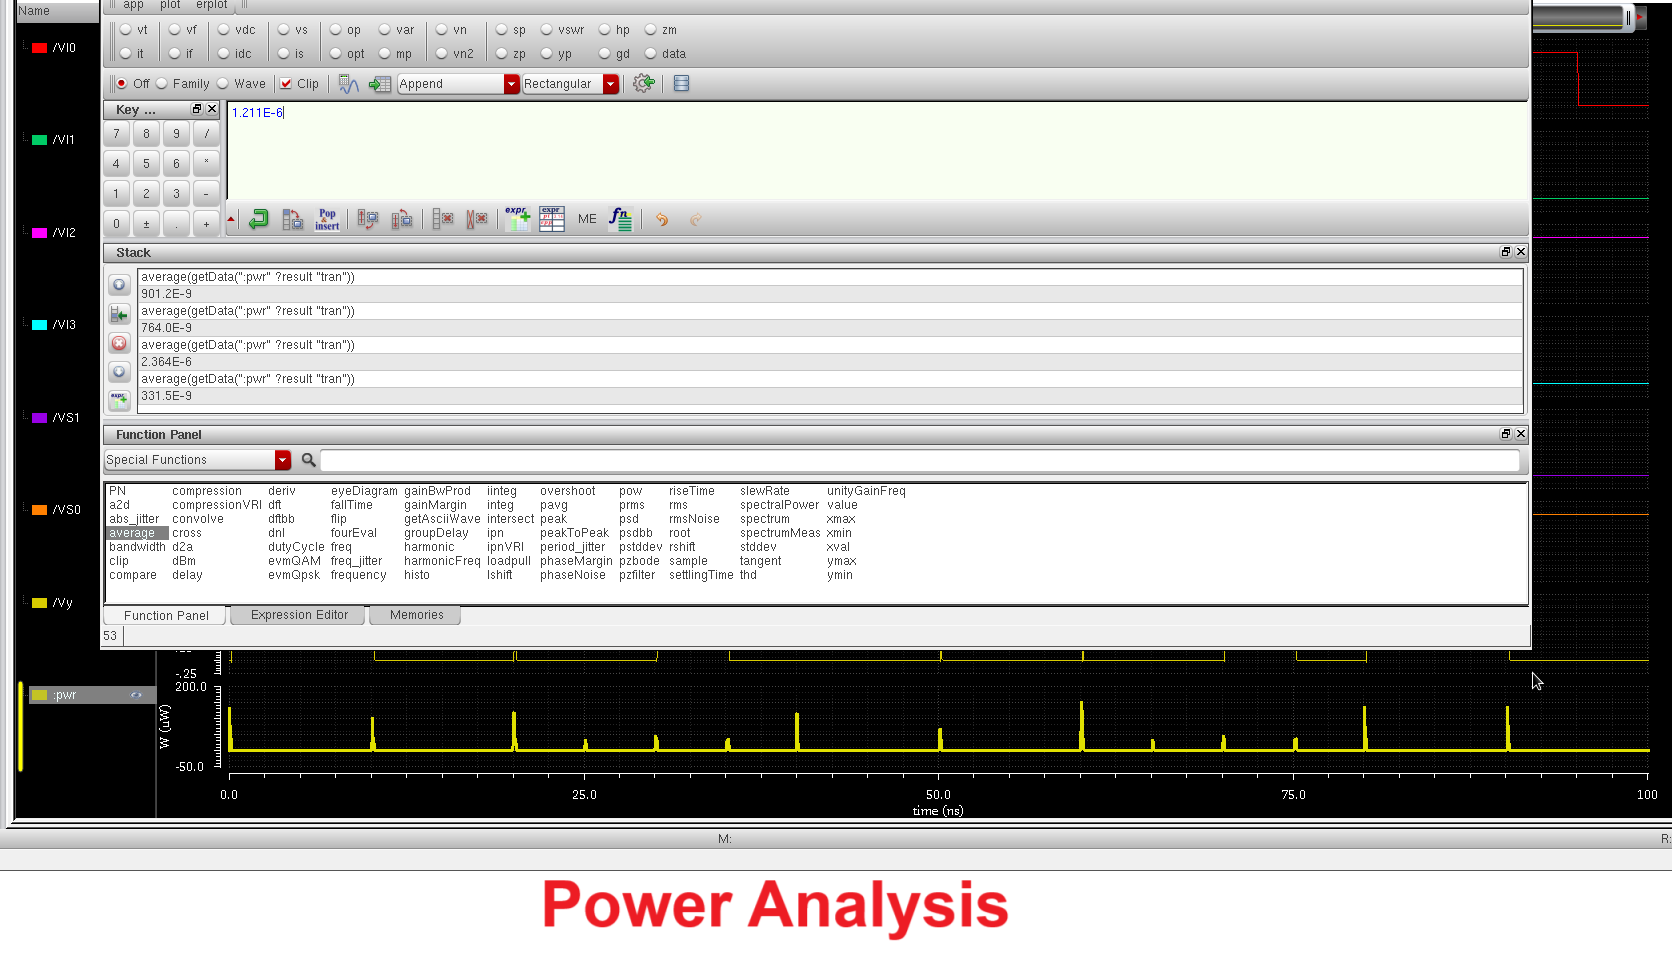 Name
app plot erplot
vt vf vdc vs op var vn sp vswr hp zm
it if idc is opt mp vn2 zp yp gd data
Off Family Wave Clip Append Rectangular
Key ...
1.211E-6
7 8 9 /
4 5 6 *
1 2 3 -
0 ± . +
Pop & insert
expr
expr
ME
fn
/VI0
/VI1
/VI2
/VI3
/VS1
/VS0
/Vy
:pwr
Stack
average(getData(":pwr" ?result "tran"))
901.2E-9
average(getData(":pwr" ?result "tran"))
764.0E-9
average(getData(":pwr" ?result "tran"))
2.364E-6
average(getData(":pwr" ?result "tran"))
331.5E-9
expr
Function Panel
Special Functions
PN compression deriv eyeDiagram gainBwProd iinteg overshoot pow riseTime slewRate unityGainFreq
a2d compressionVRI dft fallTime gainMargin integ pavg prms rms spectralPower value
abs_jitter convolve dftbb flip getAsciiWave intersect peak psd rmsNoise spectrum xmax
average cross dnl fourEval groupDelay ipn peakToPeak psdbb root spectrumMeas xmin
bandwidth d2a dutyCycle freq harmonic ipnVRI period_jitter pstddev rshift stddev xval
clip dBm evmQAM freq_jitter harmonicFreq loadpull phaseMargin pzbode sample tangent ymax
compare delay evmQpsk frequency histo lshift phaseNoise pzfilter settlingTime thd ymin
Function Panel Expression Editor Memories
53
-.25
200.0
W (uW)
-50.0
0.0 25.0 50.0 75.0 100
time (ns)
M:
R:
Power Analysis